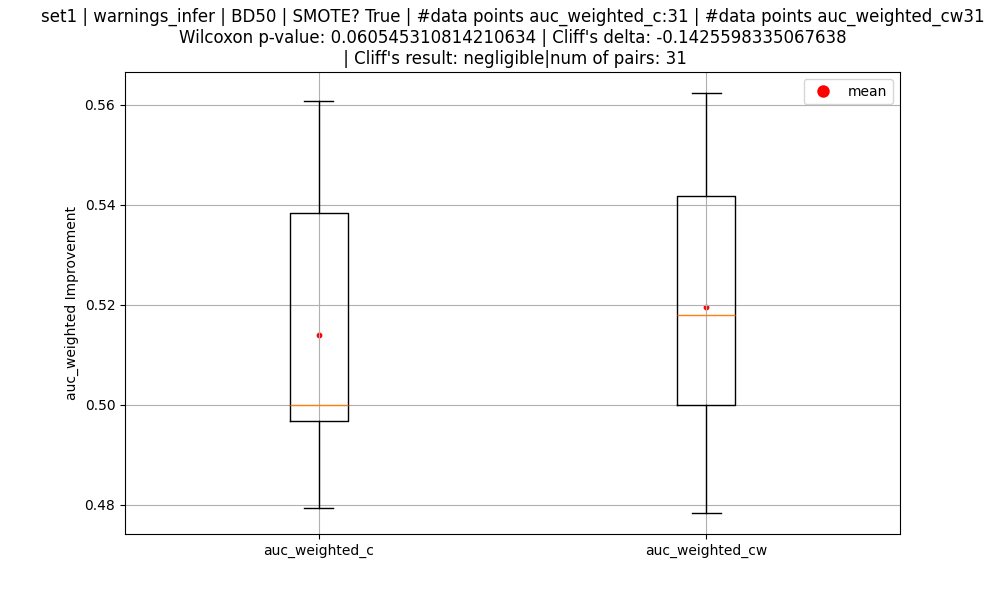 set1 | warnings_infer | BD50 | SMOTE? True | #data points auc_weighted_c:31 | #data points auc_weighted_cw31
Wilcoxon p-value: 0.060545310814210634 | Cliff's delta: -0.1425598335067638
| Cliff's result: negligible|num of pairs: 31
mean
0.56
0.54
0.52
0.50
0.48
auc_weighted Improvement
auc_weighted_c
auc_weighted_cw